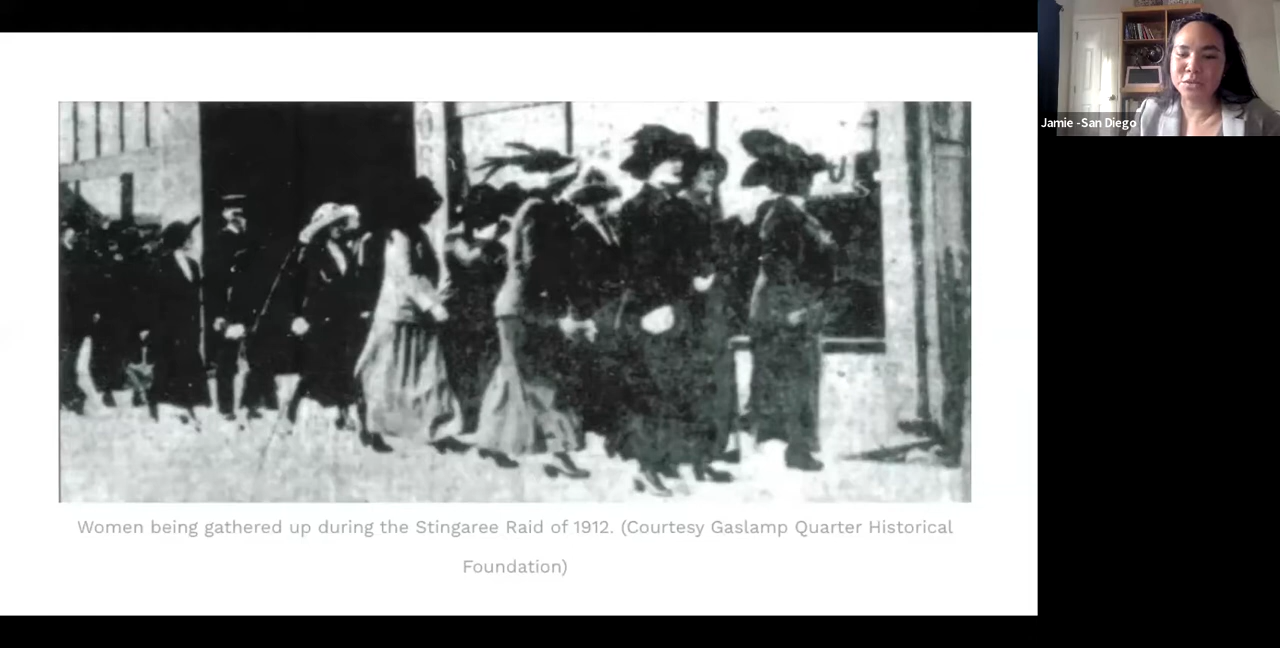 Jamie -San Diego
Women being gathered up during the Stingaree Raid of 1912. (Courtesy Gaslamp Quarter Historical
Foundation)